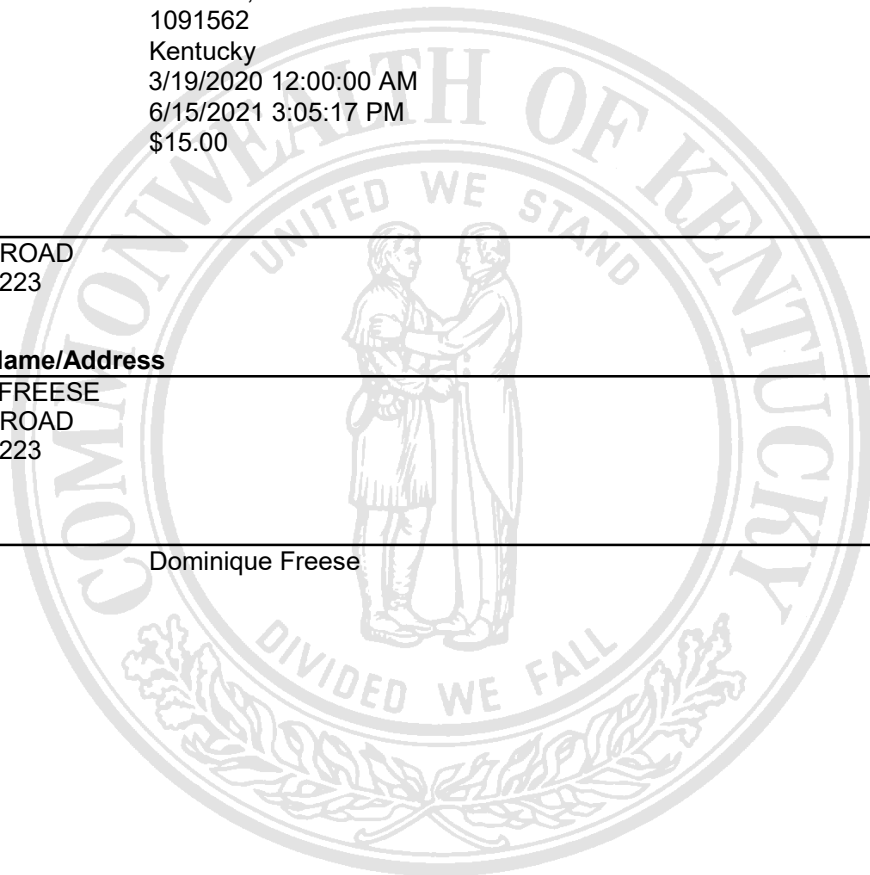 1091562
Kentucky
3/19/2020 12:00:00 AM
6/15/2021 3:05:17 PM
$15.00
ROAD
223
ame/Address
FREESE
ROAD
223
Dominique Freese
COMMONWEALTH OF KENTUCKY
UNITED WE STAND
DIVIDED WE FALL